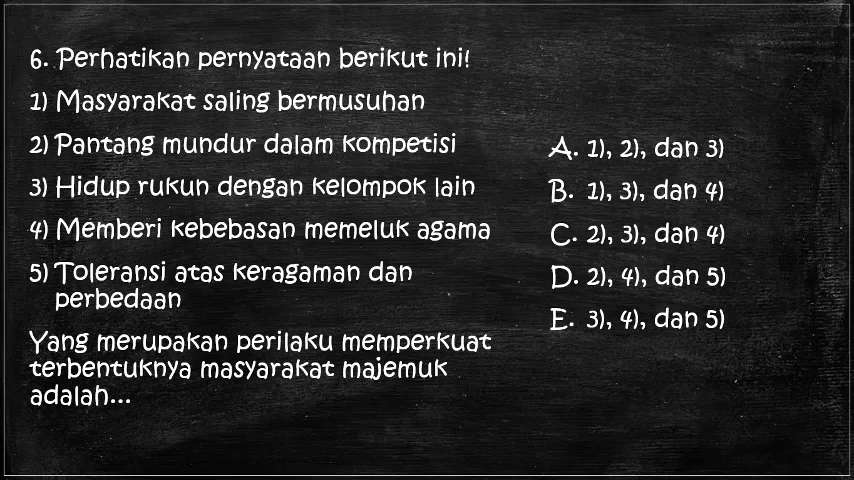 6. Perhatikan pernyataan berikut ini!
1) Masyarakat saling bermusuhan
2) Pantang mundur dalam kompetisi
3) Hidup rukun dengan kelompok lain
4) Memberi kebebasan memeluk agama
5) Toleransi atas keragaman dan
perbedaan
Yang merupakan perilaku memperkuat
terbentuknya masyarakat majemuk
adalah...
A. 1), 2), dan 3)
B. 1), 3), dan 4)
C. 2), 3), dan 4)
D. 2), 4), dan 5)
E. 3), 4), dan 5)